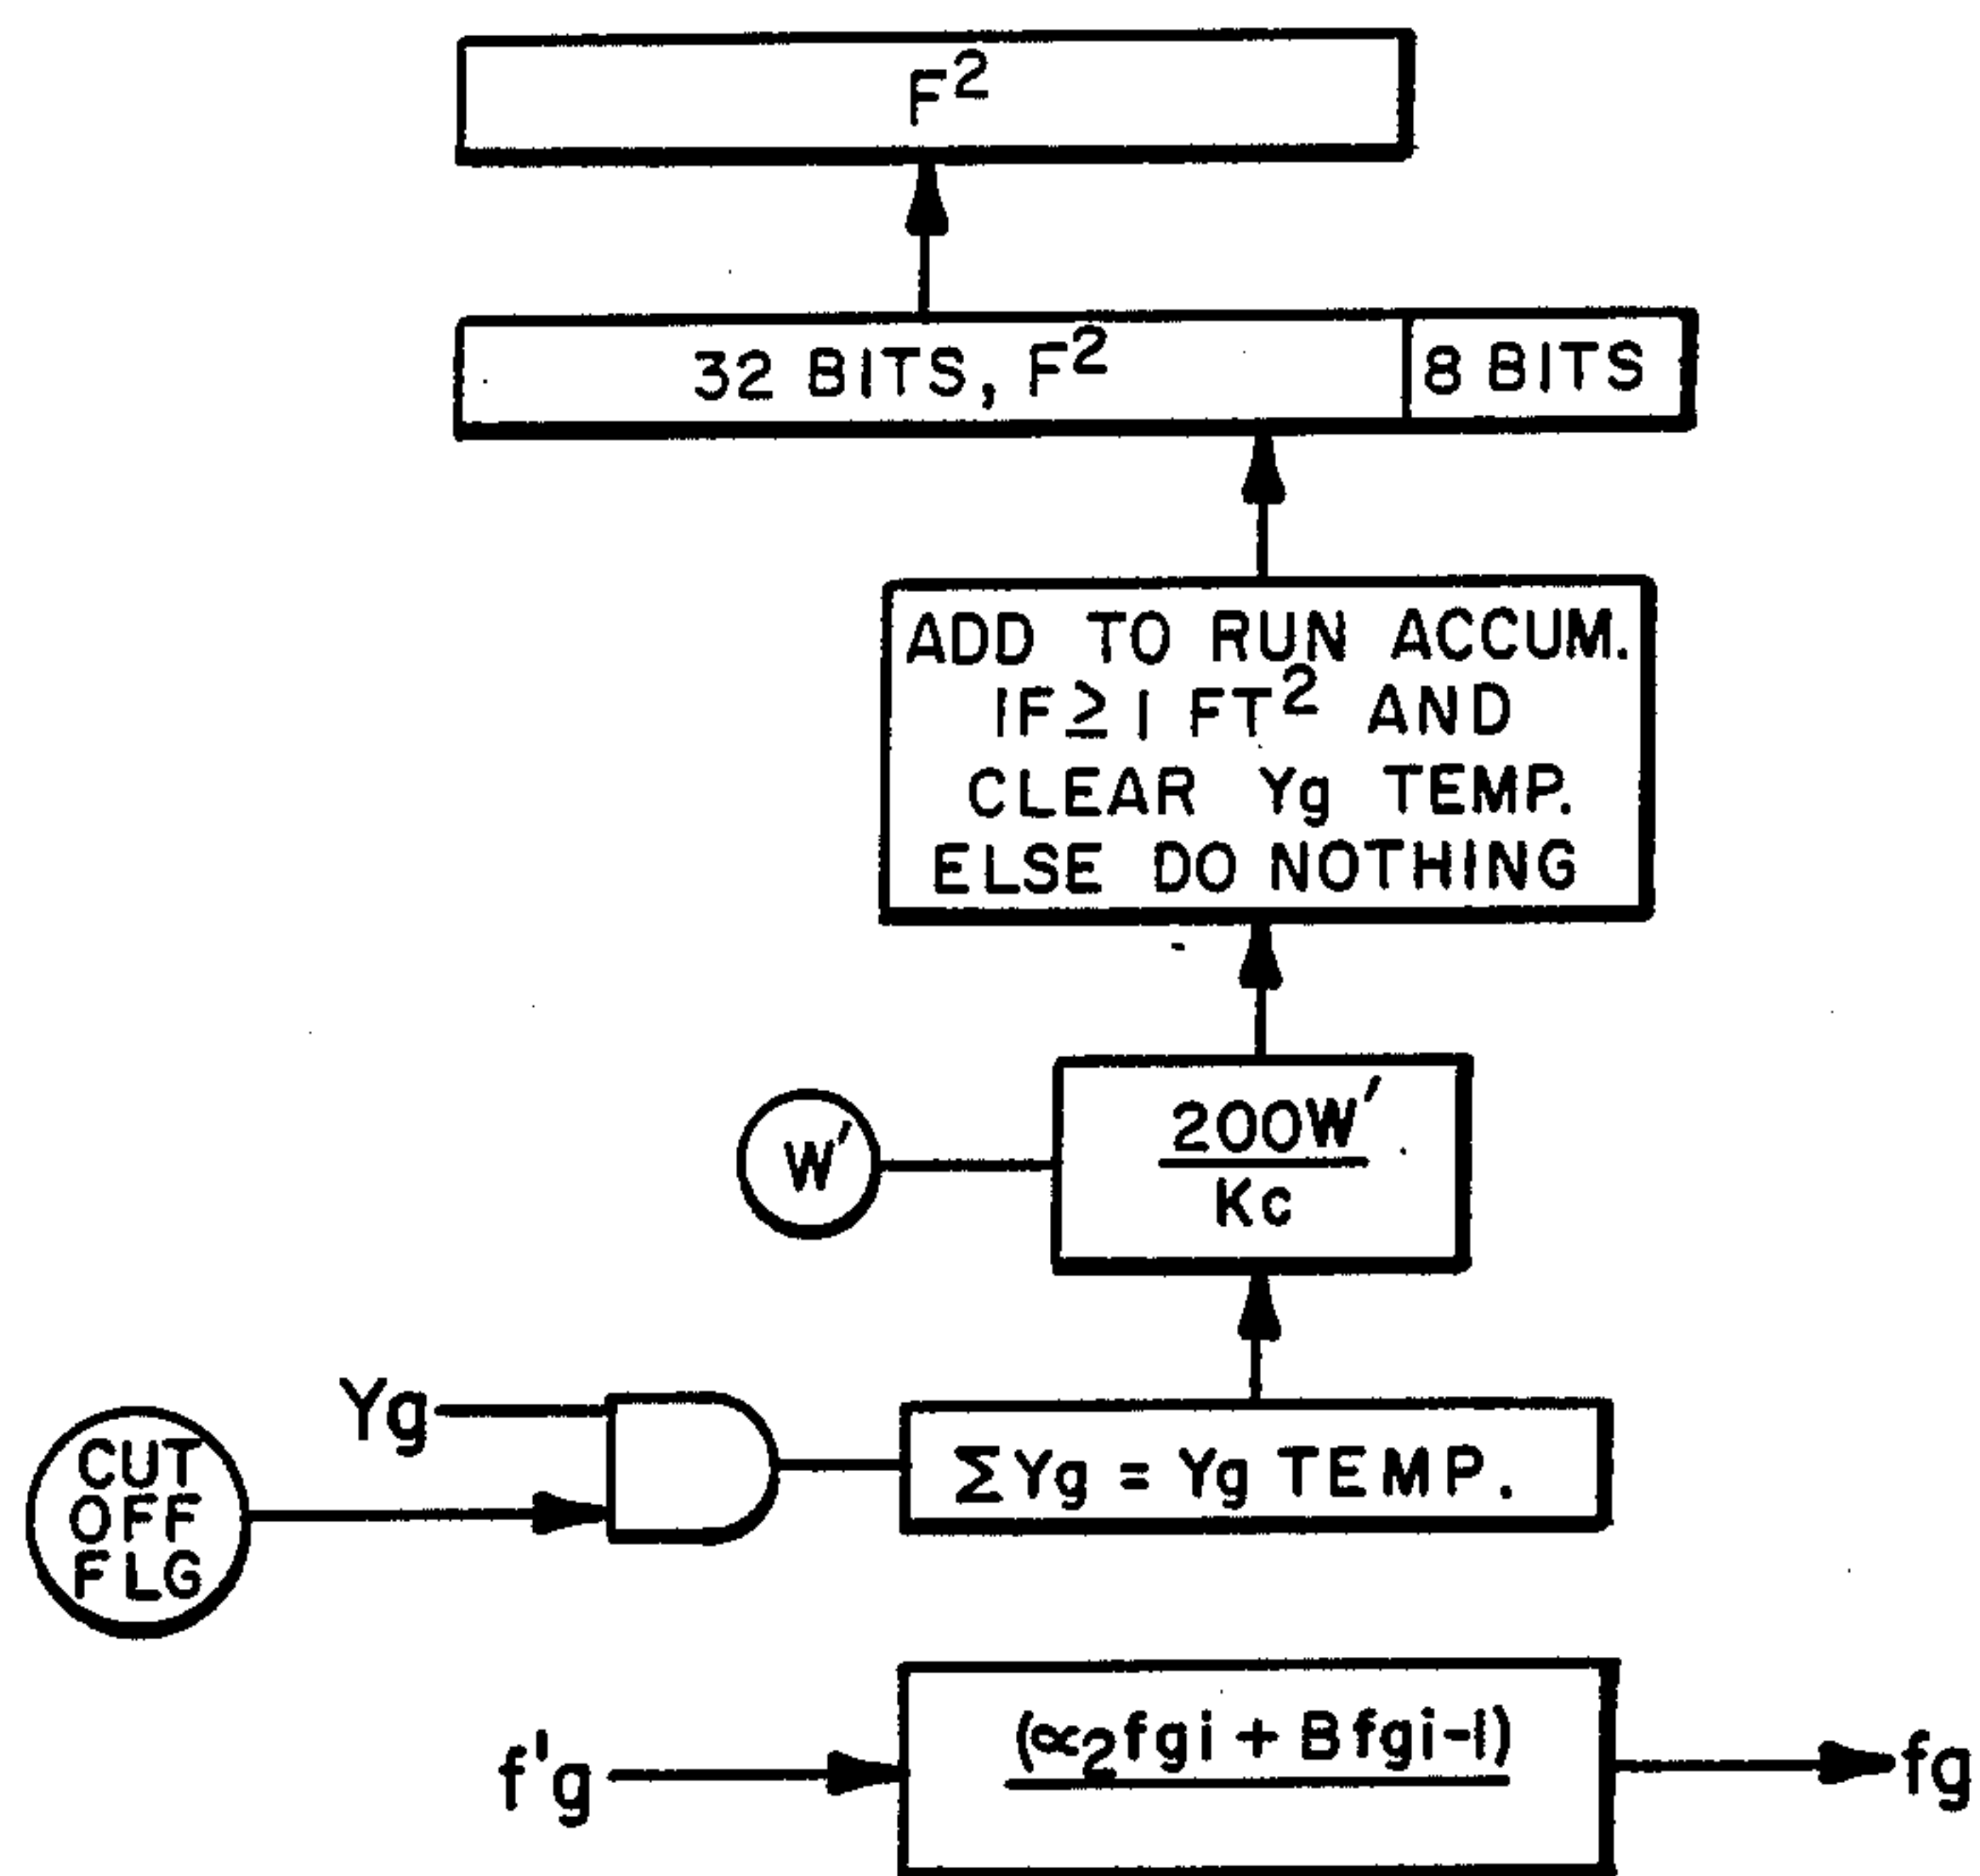 F²
32 BITS, F²
8 BITS
ADD TO RUN ACCUM.
IF ≥ 1 FT² AND
CLEAR Yg TEMP.
ELSE DO NOTHING
W'
200W'
Kc
Yg
CUT
OFF
FLG
ΣYg = Yg TEMP.
f'g
(∝2fgi + Bfgi-1)
fg